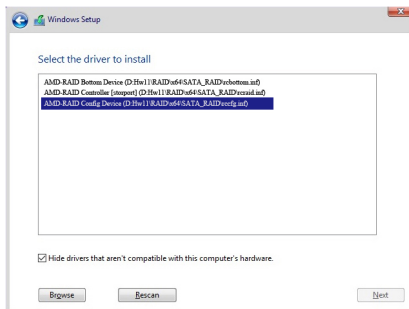 Windows Setup
Select the driver to install
AMD-RAID Bottom Device (D:Hw11\RAID\x64\SATA_RAID\rcbottom.inf)
AMD-RAID Controller [storport] (D:Hw11\RAID\x64\SATA_RAID\rcraid.inf)
AMD-RAID Config Device (D:Hw11\RAID\x64\SATA_RAID\rccfg.inf)
Hide drivers that aren't compatible with this computer's hardware.
Browse
Rescan
Next